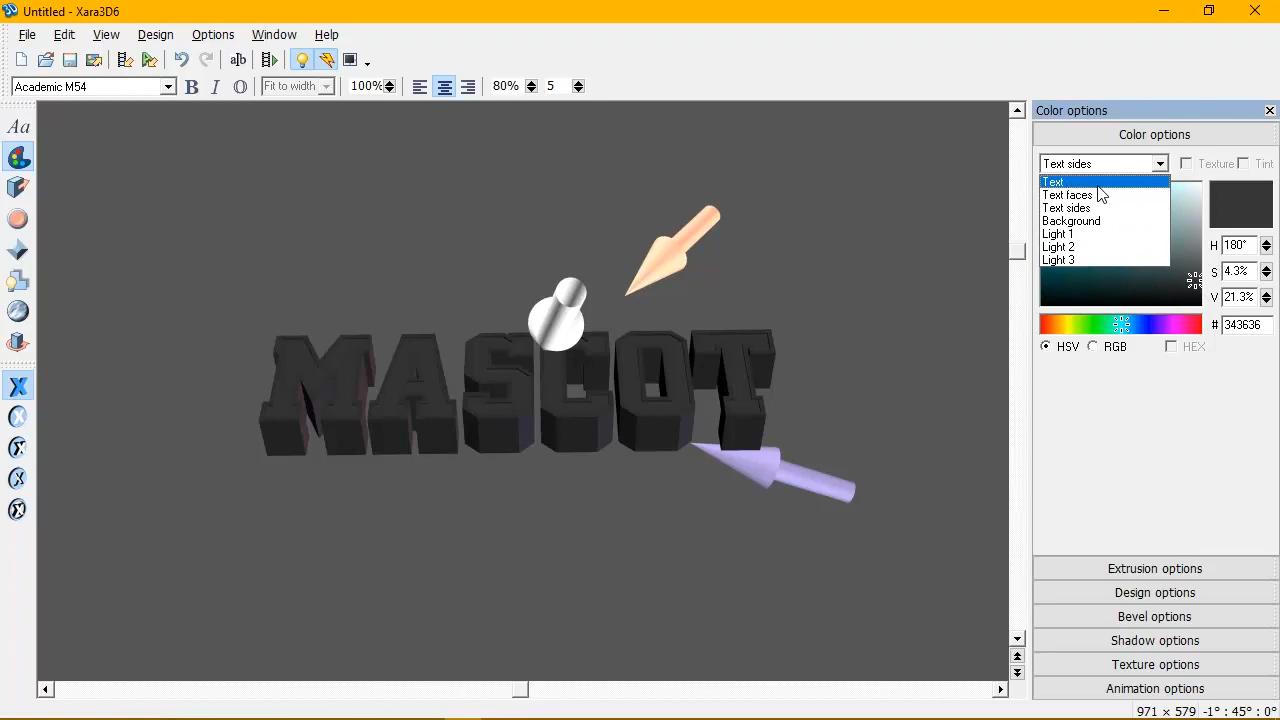 Untitled - Xara3D6
File Edit View Design Options Window Help
Academic M54 B I O Fit to width 100% 80% 5
Aa
Color options
Color options
Text sides Texture Tint
Text
Text faces
Text sides
Background
Light 1
Light 2
Light 3
H 180°
S 4.3%
V 21.3%
# 343636
HSV RGB HEX
MASCOT
Extrusion options
Design options
Bevel options
Shadow options
Texture options
Animation options
971 × 579 -1° : 45° : 0°